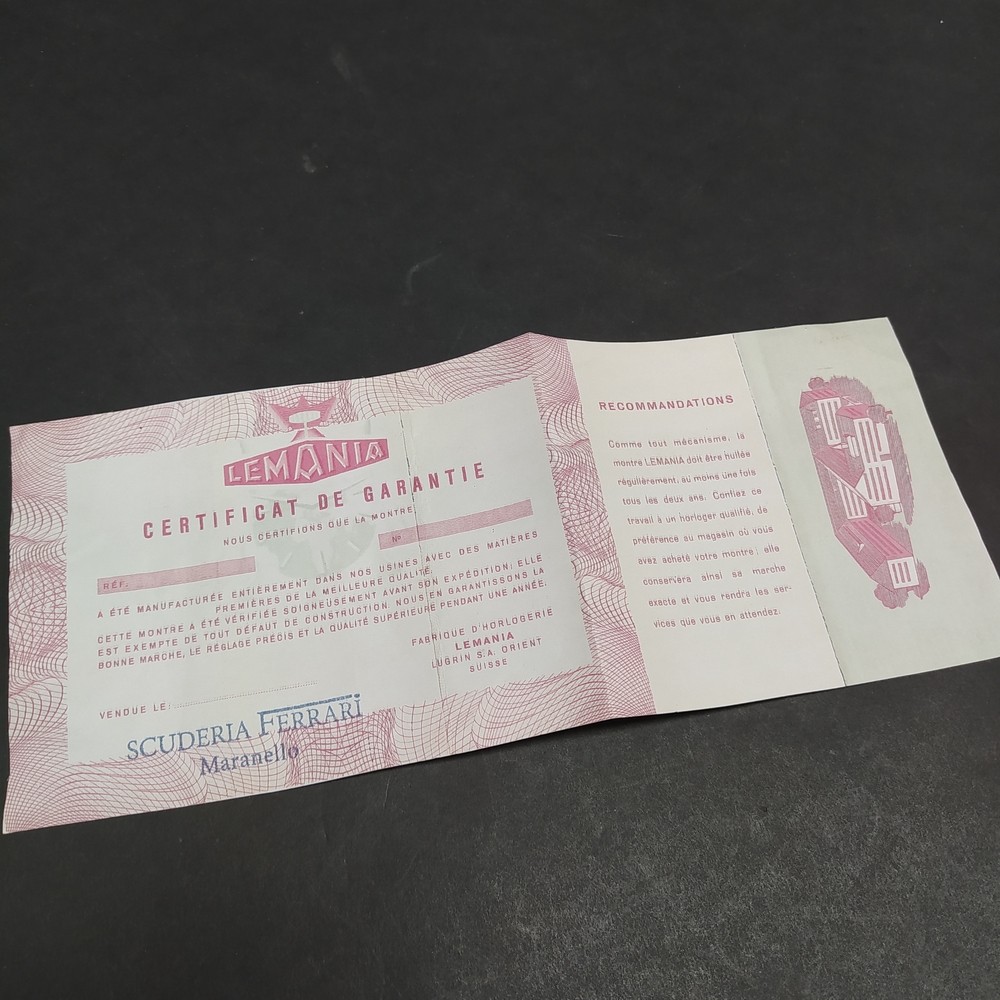 LEMANIA
CERTIFICAT DE GARANTIE
NOUS CERTIFIONS QUE LA MONTRE
RÉF.
Nº
A ÉTÉ MANUFACTURÉE ENTIÈREMENT DANS NOS USINES AVEC DES MATIÈRES
PREMIÈRES DE LA MEILLEURE QUALITÉ.
CETTE MONTRE A ÉTÉ VÉRIFIÉE SOIGNEUSEMENT AVANT SON EXPÉDITION; ELLE
EST EXEMPTE DE TOUT DÉFAUT DE CONSTRUCTION. NOUS EN GARANTISSONS LA
BONNE MARCHE, LE RÉGLAGE PRÉCIS ET LA QUALITÉ SUPÉRIEURE PENDANT UNE ANNÉE.
FABRIQUE D'HORLOGERIE
LEMANIA
LUGRIN S.A. ORIENT
SUISSE
VENDUE LE:
SCUDERIA FERRARI
Maranello
RECOMMANDATIONS
Comme tout mécanisme, la
montre LEMANIA doit être huilée
régulièrement, au moins une fois
tous les deux ans. Confiez ce
travail à un horloger qualifié, de
préférence au magasin où vous
avez acheté votre montre; elle
conservera ainsi sa marche
exacte et vous rendra les ser-
vices que vous en attendez.